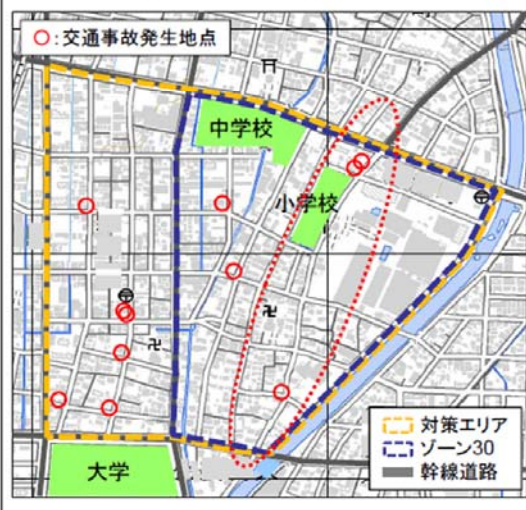 ○:交通事故発生地点
中学校
小学校
大学
対策エリア
ゾーン30
幹線道路